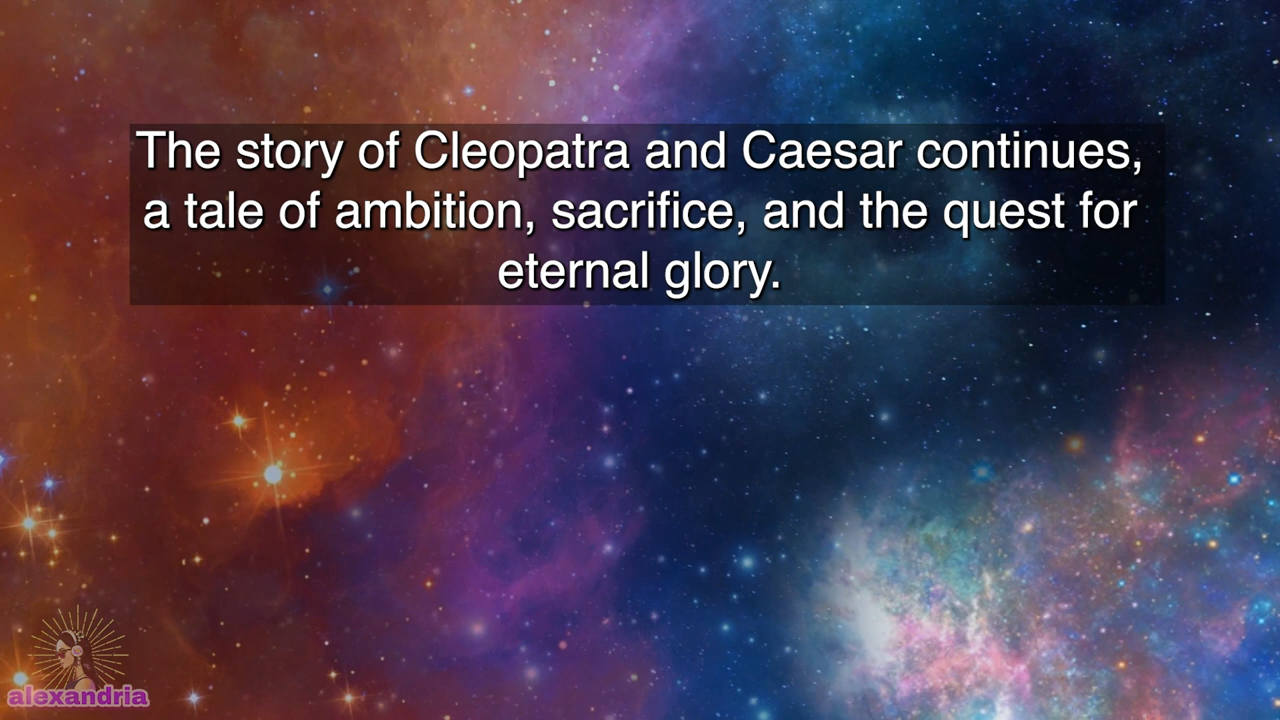 The story of Cleopatra and Caesar continues,
a tale of ambition, sacrifice, and the quest for
eternal glory.
alexandria